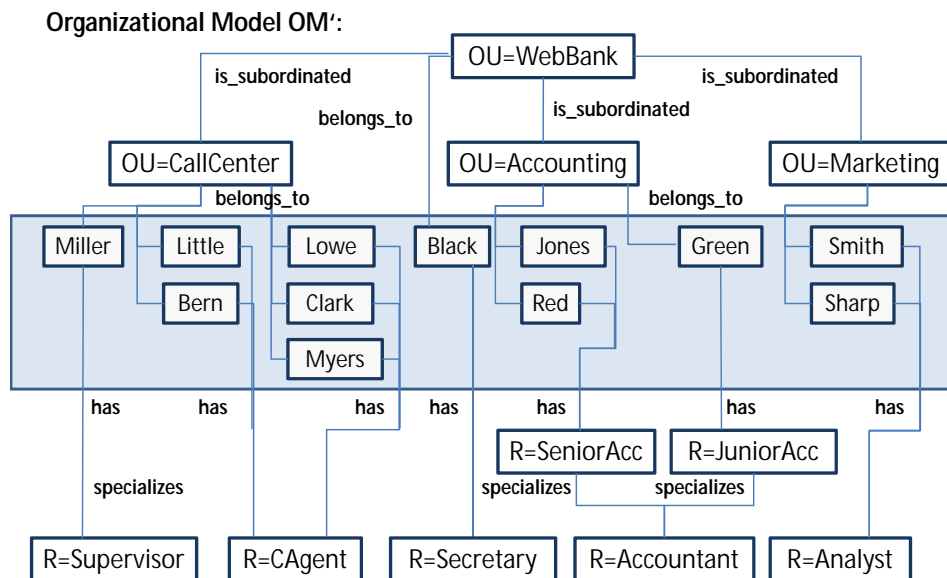 Organizational Model OM‘:
OU=WebBank
is_subordinated
is_subordinated
is_subordinated
belongs_to
OU=CallCenter
OU=Accounting
OU=Marketing
belongs_to
belongs_to
Miller
Little
Lowe
Black
Jones
Green
Smith
Bern
Clark
Red
Sharp
Myers
has
has
has
has
has
has
has
R=SeniorAcc
R=JuniorAcc
specializes
specializes
specializes
R=Supervisor
R=CAgent
R=Secretary
R=Accountant
R=Analyst